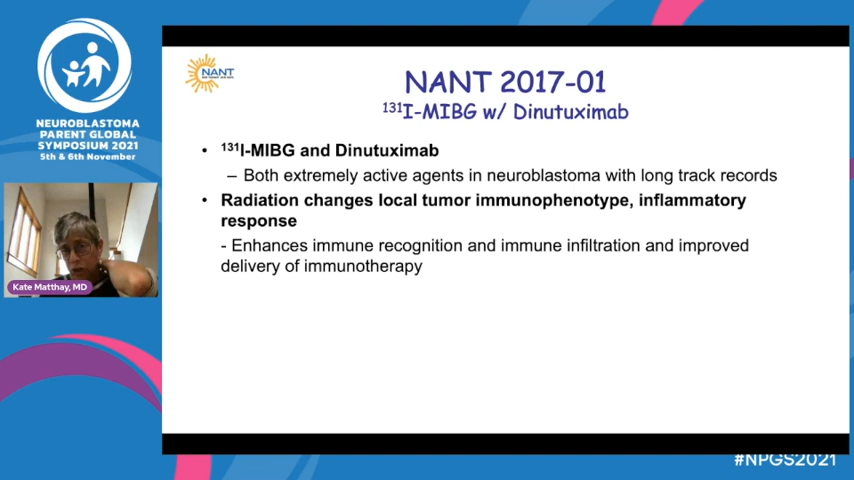 NEUROBLASTOMA
PARENT GLOBAL
SYMPOSIUM 2021
5th & 6th November
Kate Matthay, MD
NANT
NANT 2017-01
¹³¹I-MIBG w/ Dinutuximab
• ¹³¹I-MIBG and Dinutuximab
– Both extremely active agents in neuroblastoma with long track records
• Radiation changes local tumor immunophenotype, inflammatory
response
- Enhances immune recognition and immune infiltration and improved
delivery of immunotherapy
#NPGS2021